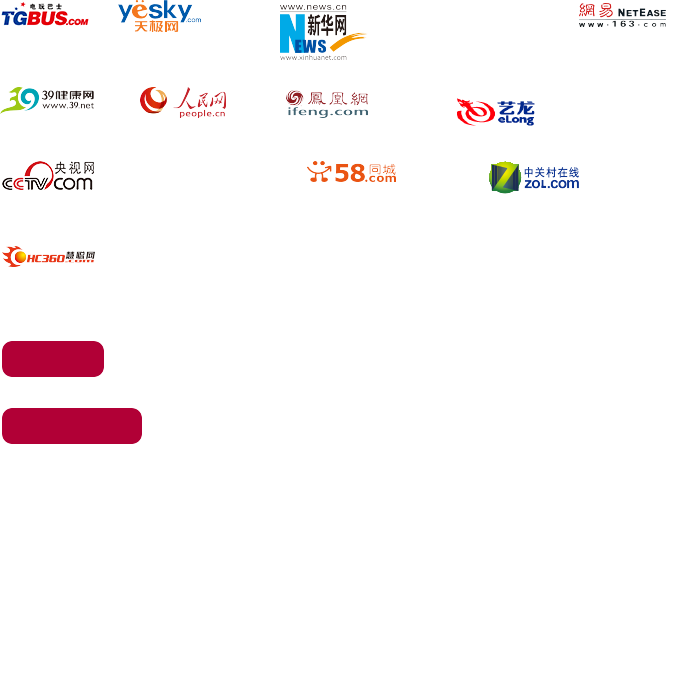 电玩巴士
TGBUS.COM
yesky.com
天极网
www.news.cn
新华网
NEWS
www.xinhuanet.com
網易 NETEASE
www.163.com
39健康网
www.39.net
人民网
people.cn
鳳凰網
ifeng.com
艺龙
eLong
央视网
CCTV.com
58同城
.com
中关村在线
ZOL.COM
HC360慧聪网
.com